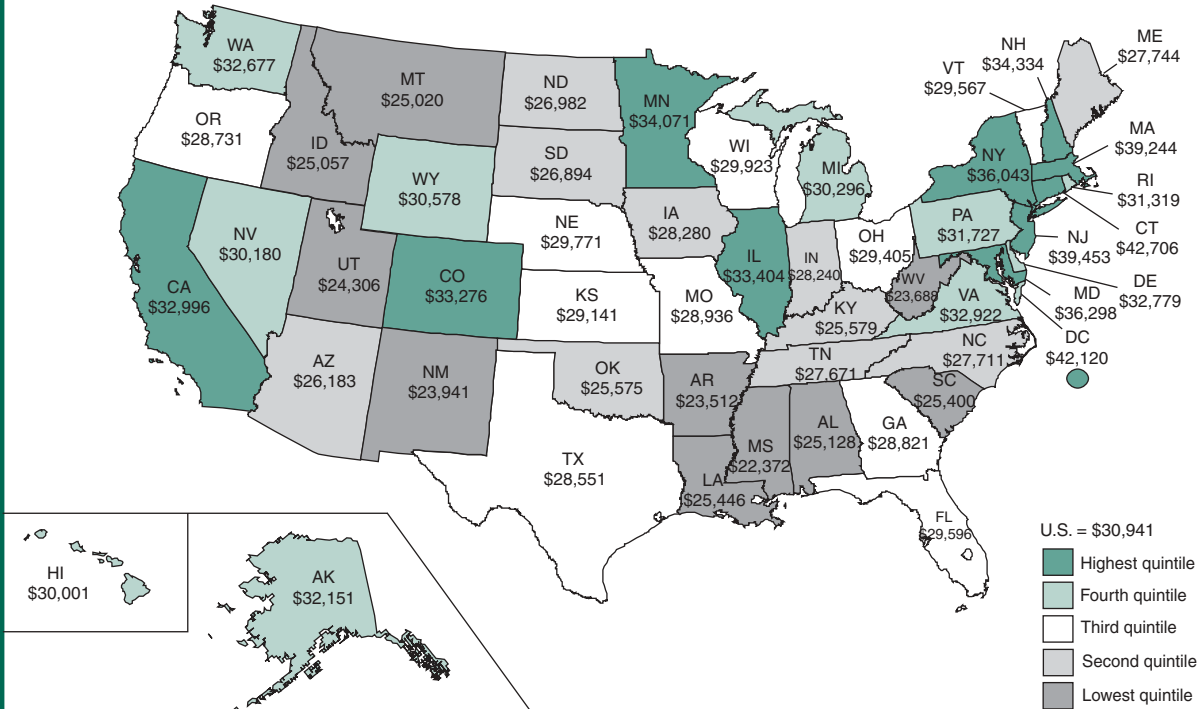 WA
$32,677
OR
$28,731
CA
$32,996
NV
$30,180
ID
$25,057
MT
$25,020
WY
$30,578
UT
$24,306
CO
$33,276
AZ
$26,183
NM
$23,941
ND
$26,982
SD
$26,894
NE
$29,771
KS
$29,141
OK
$25,575
TX
$28,551
MN
$34,071
IA
$28,280
MO
$28,936
AR
$23,512
LA
$25,446
WI
$29,923
IL
$33,404
MI
$30,296
IN
$28,240
OH
$29,405
KY
$25,579
TN
$27,671
MS
$22,372
AL
$25,128
GA
$28,821
FL
$29,596
SC
$25,400
NC
$27,711
VA
$32,922
WV
$23,688
PA
$31,727
NY
$36,043
VT
$29,567
NH
$34,334
ME
$27,744
MA
$39,244
RI
$31,319
CT
$42,706
NJ
$39,453
DE
$32,779
MD
$36,298
DC
$42,120
HI
$30,001
AK
$32,151
U.S. = $30,941
Highest quintile
Fourth quintile
Third quintile
Second quintile
Lowest quintile